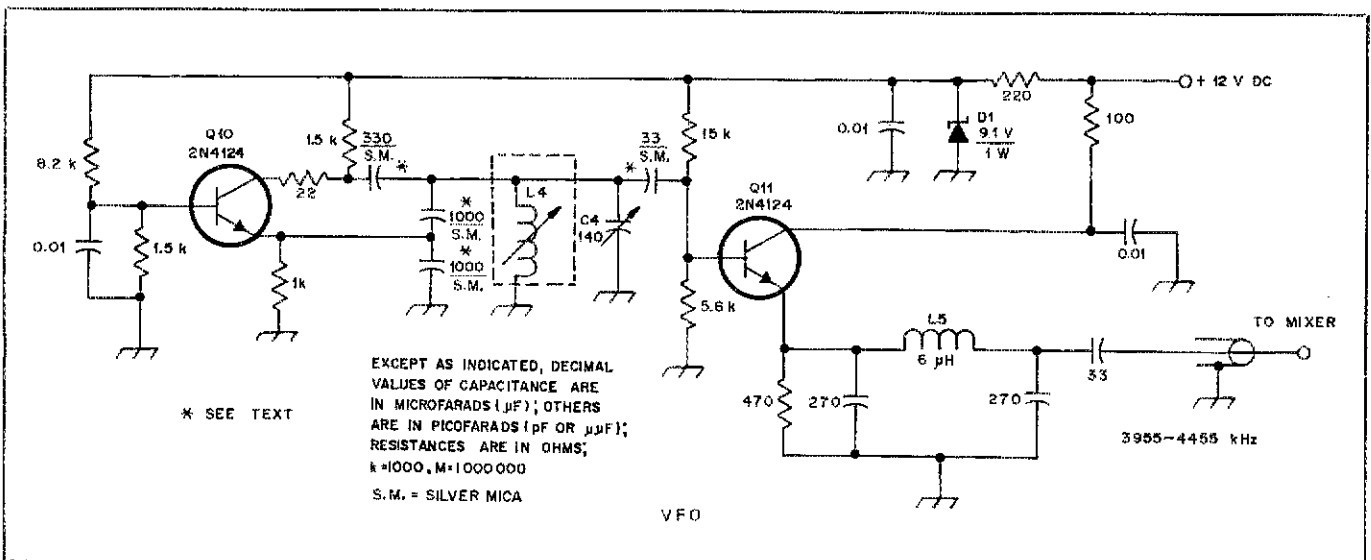 + 12 V DC
220
100
0.01
D1
9.1 V
1 W
8.2 k
Q10
2N4124
1.5 k
330
S.M.
*
22
33
S.M.
*
15 k
L4
C4
140
*
1000
S.M.
*
1000
S.M.
Q11
2N4124
0.01
1.5 k
1k
5.6 k
0.01
L5
6 µH
TO MIXER
33
470
270
270
3955-4455 kHz
* SEE TEXT
EXCEPT AS INDICATED, DECIMAL
VALUES OF CAPACITANCE ARE
IN MICROFARADS (µF); OTHERS
ARE IN PICOFARADS (pF OR µµF);
RESISTANCES ARE IN OHMS;
k=1000, M=1000000
S.M. = SILVER MICA
VFO